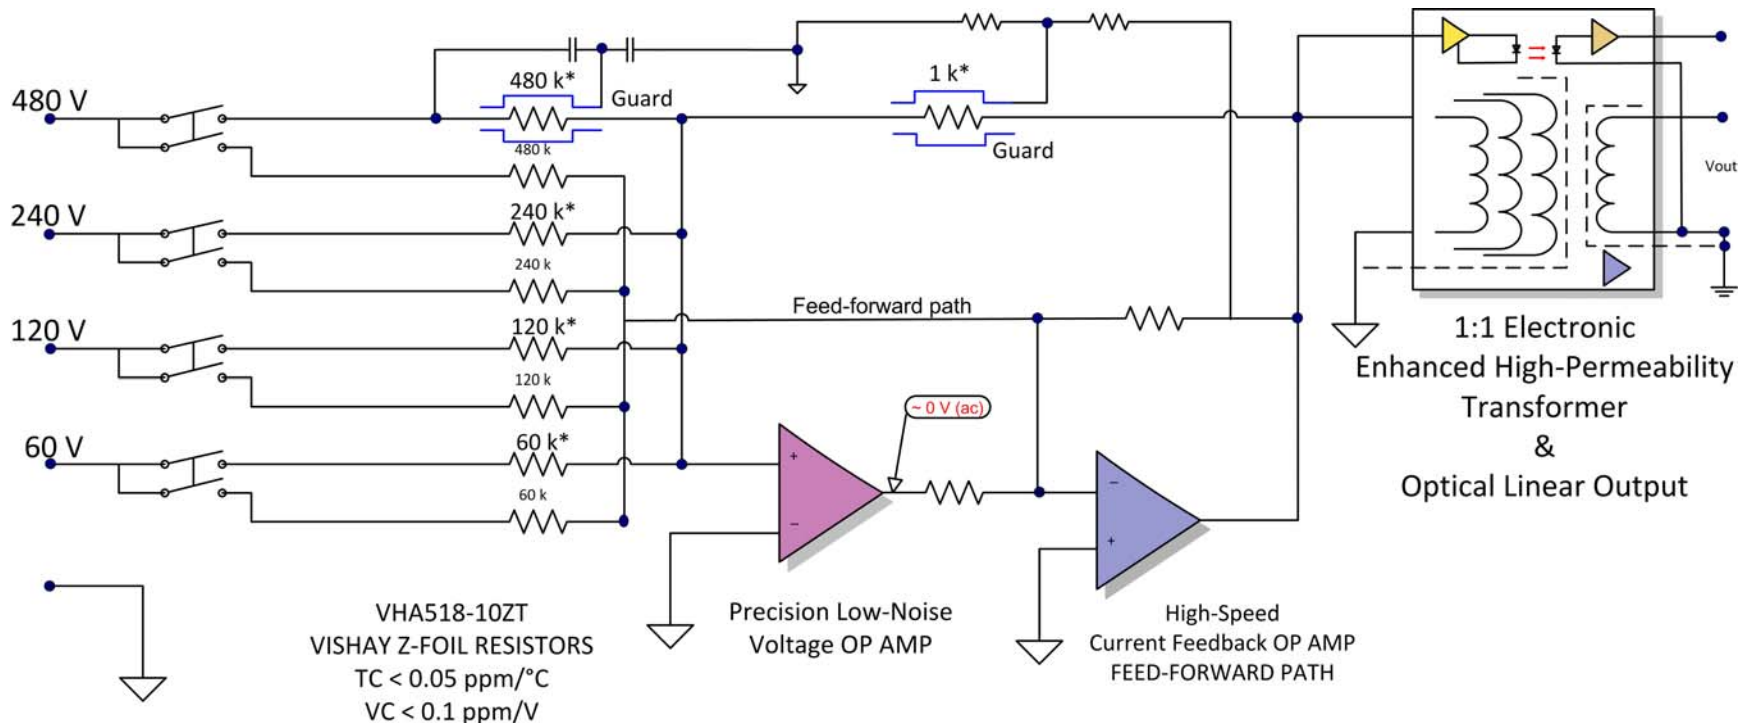 480 V
480 k*
Guard
480 k
1 k*
Guard
240 V
240 k*
240 k
120 V
120 k*
120 k
60 V
60 k*
60 k
Feed-forward path
~ 0 V (ac)
+
−
−
+
Vout
1:1 Electronic
Enhanced High-Permeability
Transformer
&
Optical Linear Output
VHA518-10ZT
VISHAY Z-FOIL RESISTORS
TC < 0.05 ppm/°C
VC < 0.1 ppm/V
Precision Low-Noise
Voltage OP AMP
High-Speed
Current Feedback OP AMP
FEED-FORWARD PATH